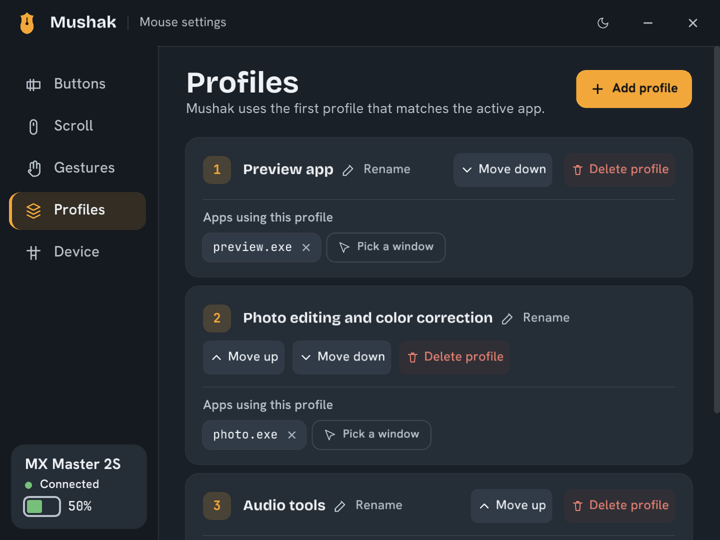 Mushak | Mouse settings
Buttons
Scroll
Gestures
Profiles
Device
MX Master 2S
Connected
50%
Profiles
Mushak uses the first profile that matches the active app.
Add profile
1 Preview app Rename Move down Delete profile
Apps using this profile
preview.exe Pick a window
2 Photo editing and color correction Rename
Move up Move down Delete profile
Apps using this profile
photo.exe Pick a window
3 Audio tools Rename Move up Delete profile